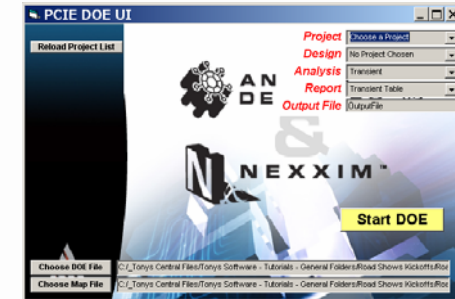 PCIE DOE UI
Reload Project List
Project Choose a Project
Design No Project Chosen
Analysis Transient
Report Transient Table
Output File OutputFile
AN
DE
&
NEXXIM™
Start DOE
Choose DOE File C:/_Tonys Central Files/Tonys Software - Tutorials - General Folders/Road Shows Kickoffs/Ro
Choose Map File C:/_Tonys Central Files/Tonys Software - Tutorials - General Folders/Road Shows Kickoffs/Ro